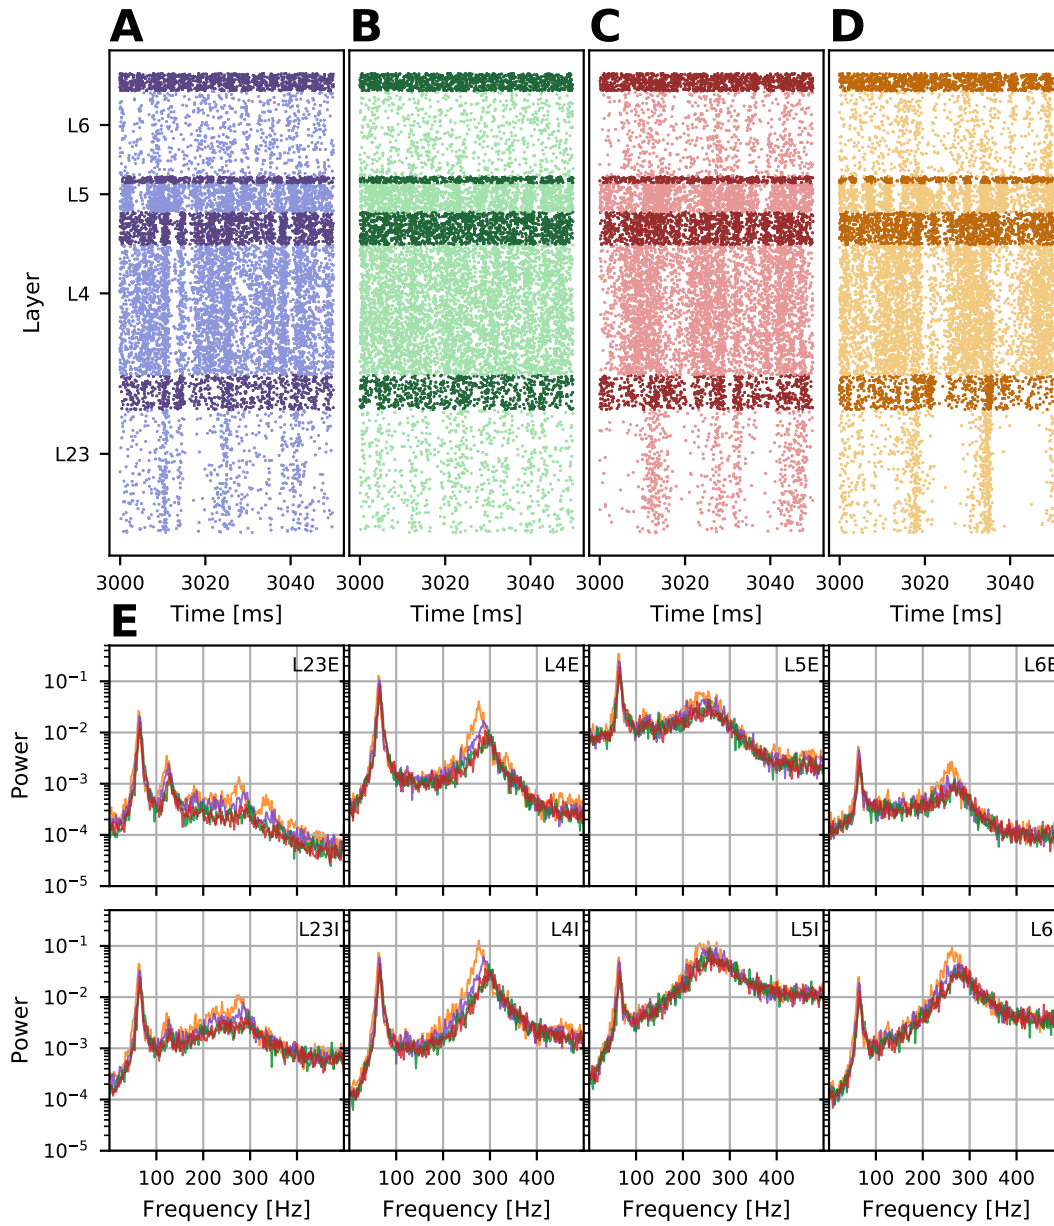 A B C D
Layer
L6
L5
L4
L23
3000 3020 3040 3000 3020 3040 3000 3020 3040 3000 3020 3040
Time [ms] Time [ms] Time [ms] Time [ms]
E
L23E L4E L5E L6E
Power
10⁻¹
10⁻²
10⁻³
10⁻⁴
10⁻⁵
L23I L4I L5I L6
Power
10⁻¹
10⁻²
10⁻³
10⁻⁴
10⁻⁵
100 200 300 400 100 200 300 400 100 200 300 400 100 200 300 400
Frequency [Hz] Frequency [Hz] Frequency [Hz] Frequency [Hz]